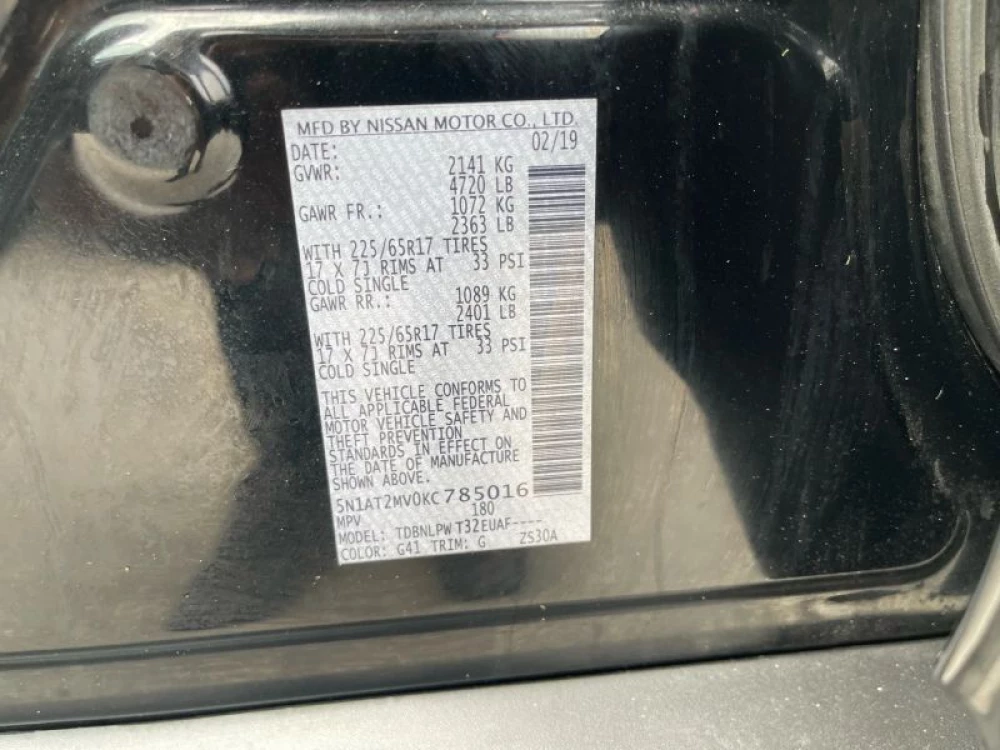 MFD BY NISSAN MOTOR CO., LTD.
DATE: 02/19
GVWR: 2141 KG
4720 LB
GAWR FR.: 1072 KG
2363 LB
WITH 225/65R17 TIRES
17 X 7J RIMS AT 33 PSI
COLD SINGLE
GAWR RR.: 1089 KG
2401 LB
WITH 225/65R17 TIRES
17 X 7J RIMS AT 33 PSI
COLD SINGLE
THIS VEHICLE CONFORMS TO
ALL APPLICABLE FEDERAL
MOTOR VEHICLE SAFETY AND
THEFT PREVENTION
STANDARDS IN EFFECT ON
THE DATE OF MANUFACTURE
SHOWN ABOVE.
5N1AT2MV0KC785016
MPV 180
MODEL: TDBNLPW T32EUAF----
COLOR: G41 TRIM: G ZS30A